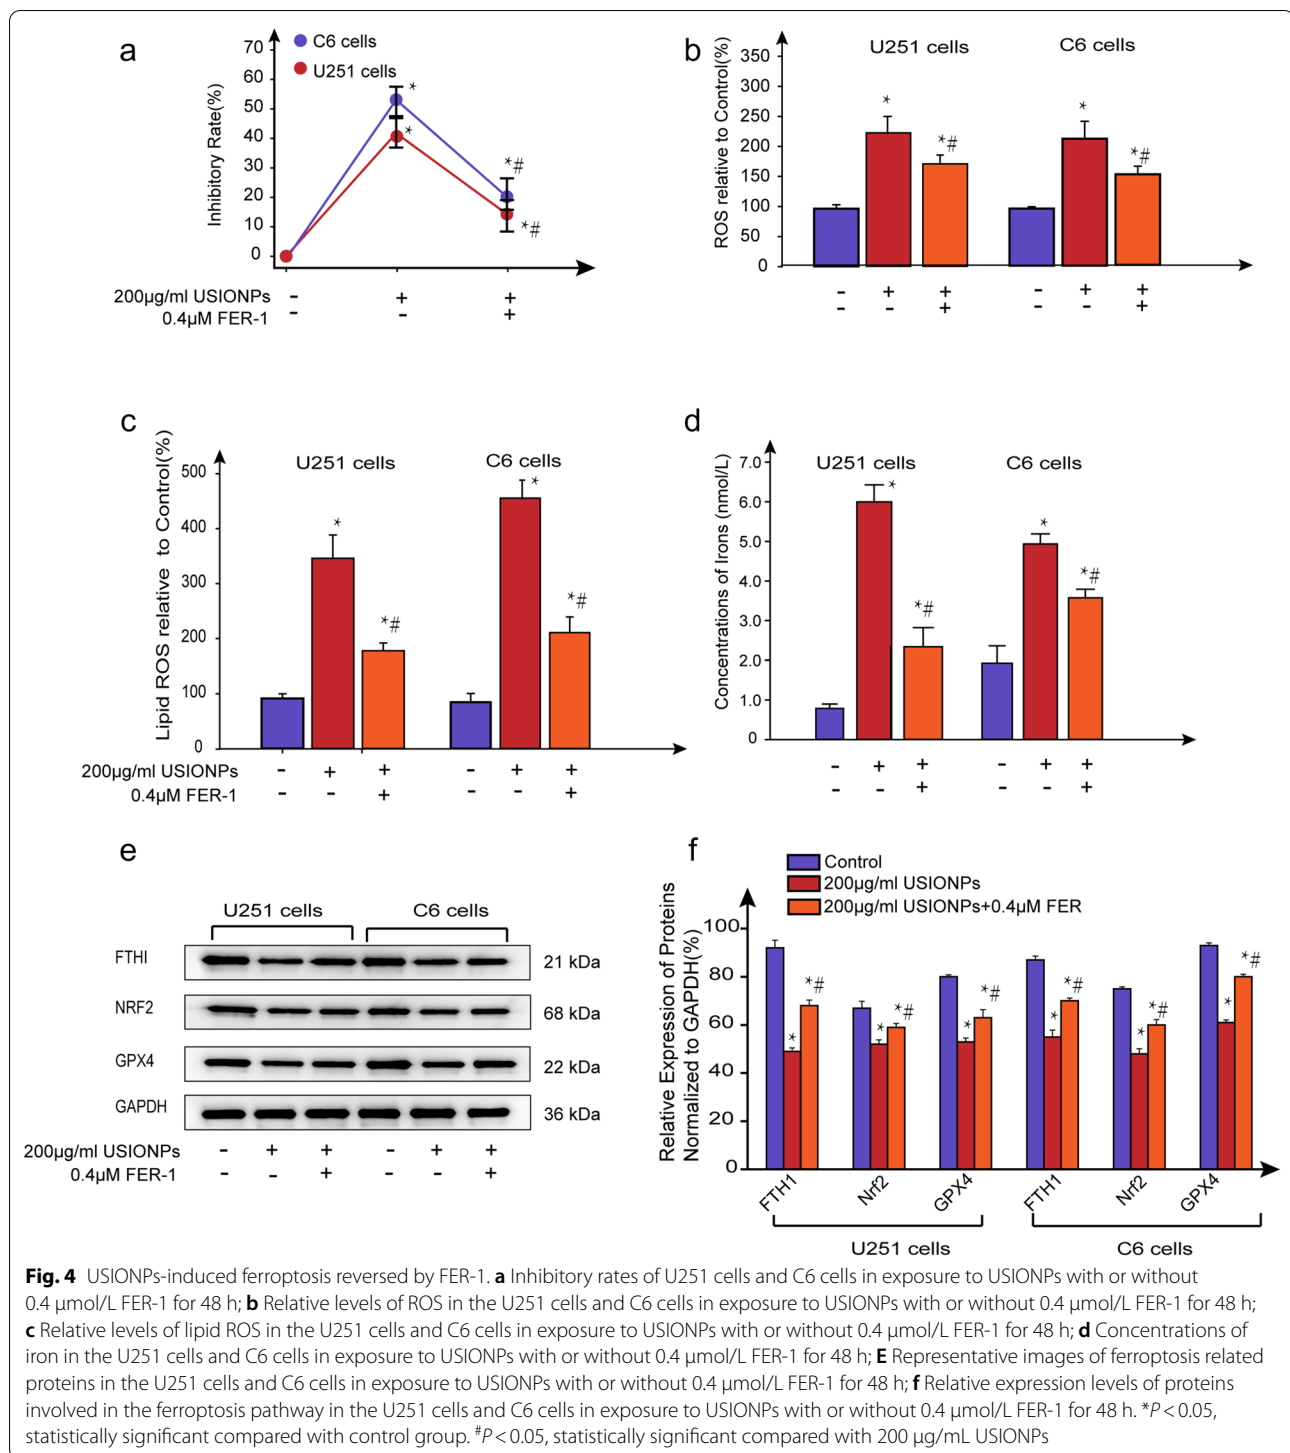 a
C6 cells
U251 cells
Inhibitory Rate(%)
70
60
50
40
30
20
10
0
*
*
*#
*#
200µg/ml USIONPs - + +
0.4µM FER-1 - - +
b
U251 cells C6 cells
ROS relative to Control(%)
350
300
250
200
150
100
50
0
* *# * *#
- + + - + +
- - + - - +
c
U251 cells C6 cells
Lipid ROS relative to Control(%)
500
400
300
200
100
0
* *# * *#
200µg/ml USIONPs - + + - + +
0.4µM FER-1 - - + - - +
d
U251 cells C6 cells
Concentrations of Irons (nmol/L)
7.0
6.0
5.0
4.0
3.0
2.0
1.0
0
* *# * *#
- + + - + +
- - + - - +
e
U251 cells C6 cells
FTHI 21 kDa
NRF2 68 kDa
GPX4 22 kDa
GAPDH 36 kDa
200µg/ml USIONPs - + + - + +
0.4µM FER-1 - - + - - +
f
Control
200µg/ml USIONPs
200µg/ml USIONPs+0.4µM FER
Relative Expression of Proteins
Normalized to GAPDH(%)
100
80
60
40
20
0
* *# * *# * *# * *# * *# * *#
FTH1 Nrf2 GPX4 FTH1 Nrf2 GPX4
U251 cells C6 cells
Fig. 4 USIONPs-induced ferroptosis reversed by FER-1. a Inhibitory rates of U251 cells and C6 cells in exposure to USIONPs with or without
0.4 µmol/L FER-1 for 48 h; b Relative levels of ROS in the U251 cells and C6 cells in exposure to USIONPs with or without 0.4 µmol/L FER-1 for 48 h;
c Relative levels of lipid ROS in the U251 cells and C6 cells in exposure to USIONPs with or without 0.4 µmol/L FER-1 for 48 h; d Concentrations of
iron in the U251 cells and C6 cells in exposure to USIONPs with or without 0.4 µmol/L FER-1 for 48 h; E Representative images of ferroptosis related
proteins in the U251 cells and C6 cells in exposure to USIONPs with or without 0.4 µmol/L FER-1 for 48 h; f Relative expression levels of proteins
involved in the ferroptosis pathway in the U251 cells and C6 cells in exposure to USIONPs with or without 0.4 µmol/L FER-1 for 48 h. *P < 0.05,
statistically significant compared with control group. #P < 0.05, statistically significant compared with 200 µg/mL USIONPs